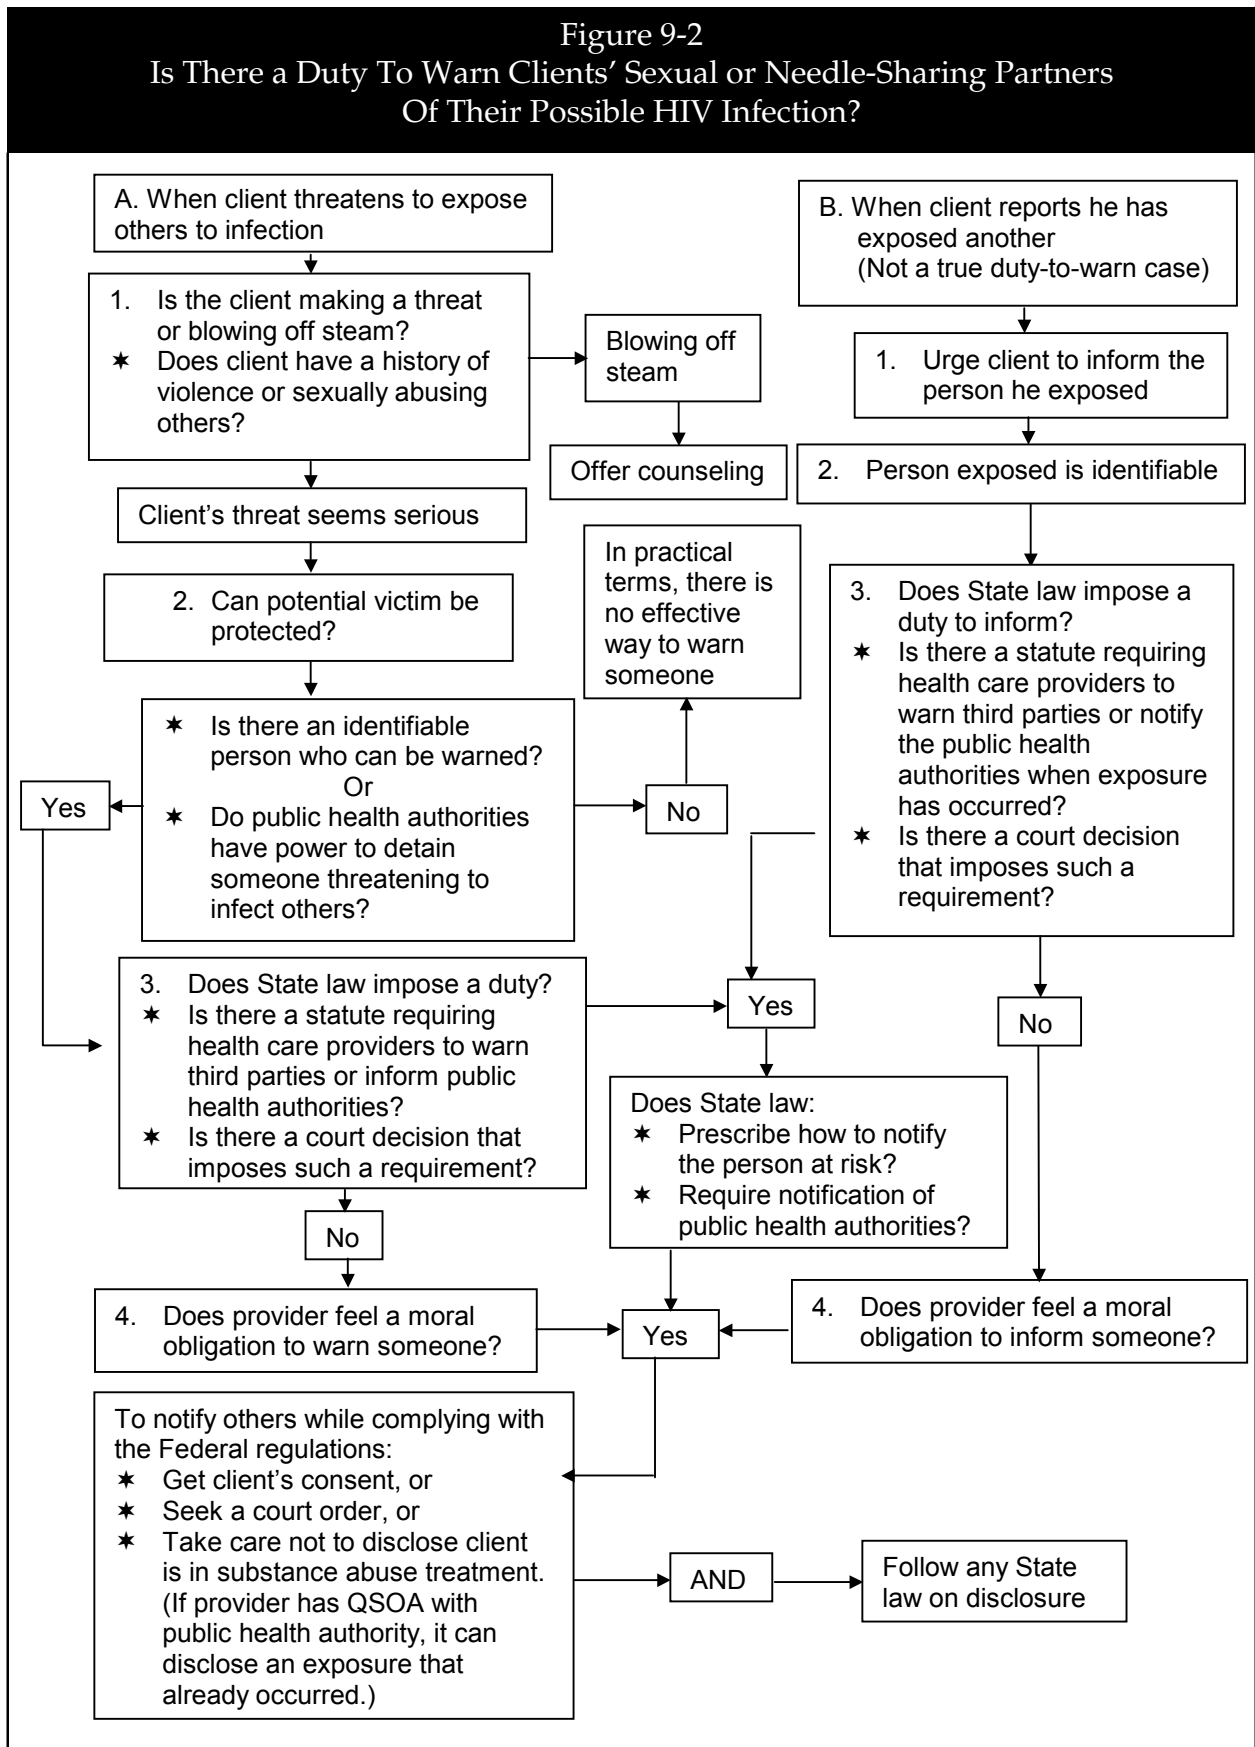 Figure 9-2
Is There a Duty To Warn Clients’ Sexual or Needle-Sharing Partners
Of Their Possible HIV Infection?
A. When client threatens to expose
others to infection
1. Is the client making a threat
or blowing off steam?
✶ Does client have a history of
violence or sexually abusing
others?
Blowing off
steam
Offer counseling
Client’s threat seems serious
2. Can potential victim be
protected?
✶ Is there an identifiable
person who can be warned?
Or
✶ Do public health authorities
have power to detain
someone threatening to
infect others?
Yes
No
In practical
terms, there is
no effective
way to warn
someone
3. Does State law impose a duty?
✶ Is there a statute requiring
health care providers to warn
third parties or inform public
health authorities?
✶ Is there a court decision that
imposes such a requirement?
No
4. Does provider feel a moral
obligation to warn someone?
B. When client reports he has
exposed another
(Not a true duty-to-warn case)
1. Urge client to inform the
person he exposed
2. Person exposed is identifiable
3. Does State law impose a
duty to inform?
✶ Is there a statute requiring
health care providers to
warn third parties or notify
the public health
authorities when exposure
has occurred?
✶ Is there a court decision
that imposes such a
requirement?
Yes
No
Does State law:
✶ Prescribe how to notify
the person at risk?
✶ Require notification of
public health authorities?
4. Does provider feel a moral
obligation to inform someone?
Yes
To notify others while complying with
the Federal regulations:
✶ Get client’s consent, or
✶ Seek a court order, or
✶ Take care not to disclose client
is in substance abuse treatment.
(If provider has QSOA with
public health authority, it can
disclose an exposure that
already occurred.)
AND
Follow any State
law on disclosure